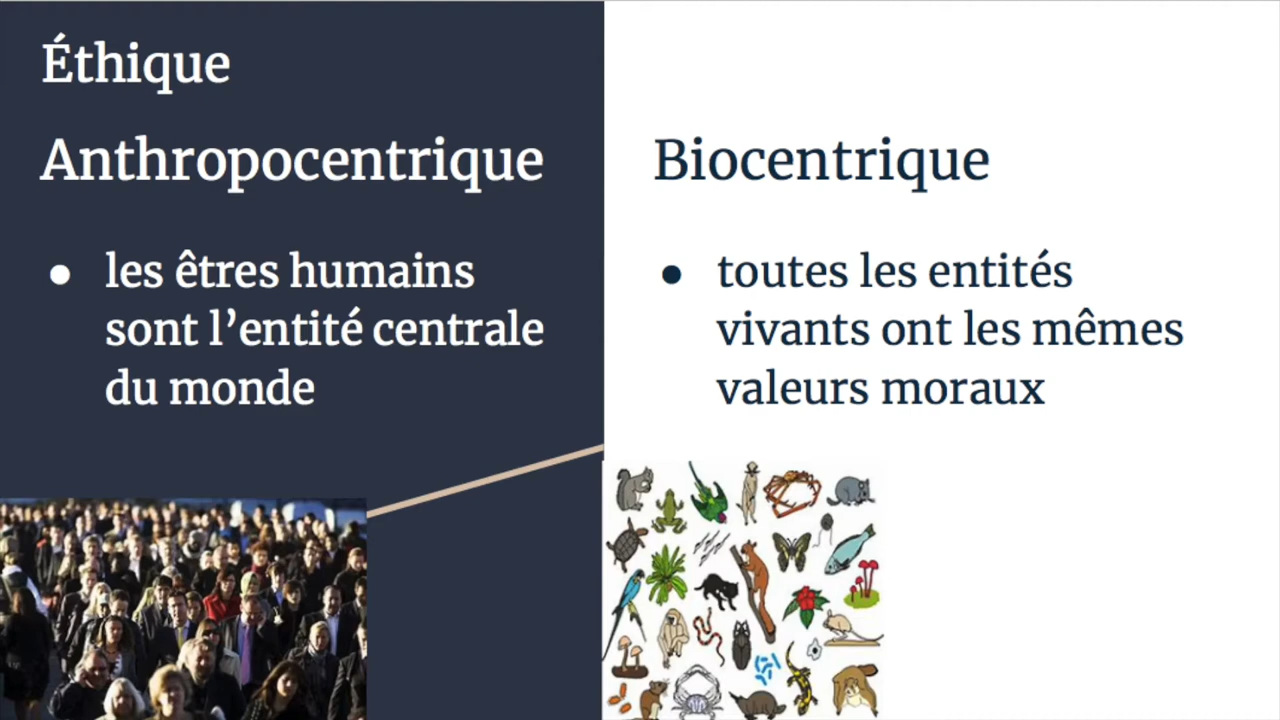 Éthique
Anthropocentrique
● les êtres humains
sont l’entité centrale
du monde
Biocentrique
● toutes les entités
vivants ont les mêmes
valeurs moraux